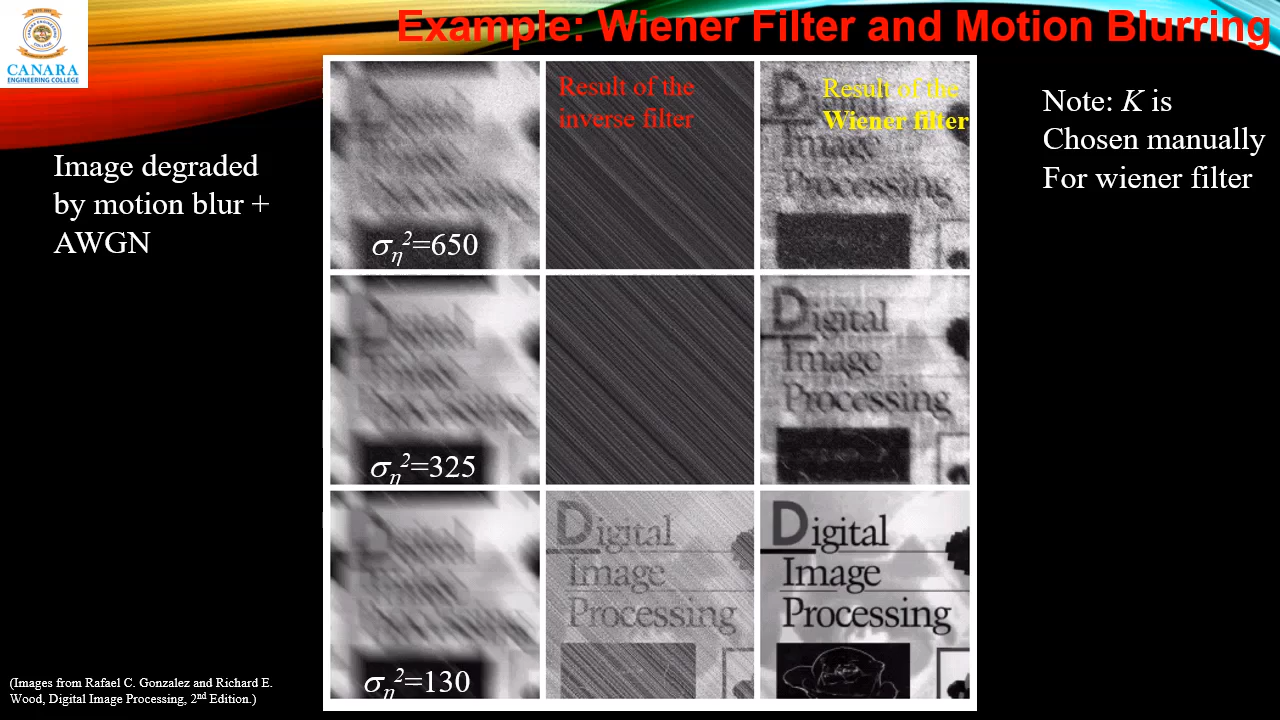 Example: Wiener Filter and Motion Blurring
CANARA
ENGINEERING COLLEGE
Image degraded
by motion blur +
AWGN
Result of the
inverse filter
Result of the
Wiener filter
Note: K is
Chosen manually
For wiener filter
Image
Processing
ση²=650
Digital
Image
Processing
ση²=325
Digital
Image
Processing
Digital
Image
Processing
ση²=130
(Images from Rafael C. Gonzalez and Richard E.
Wood, Digital Image Processing, 2nd Edition.)